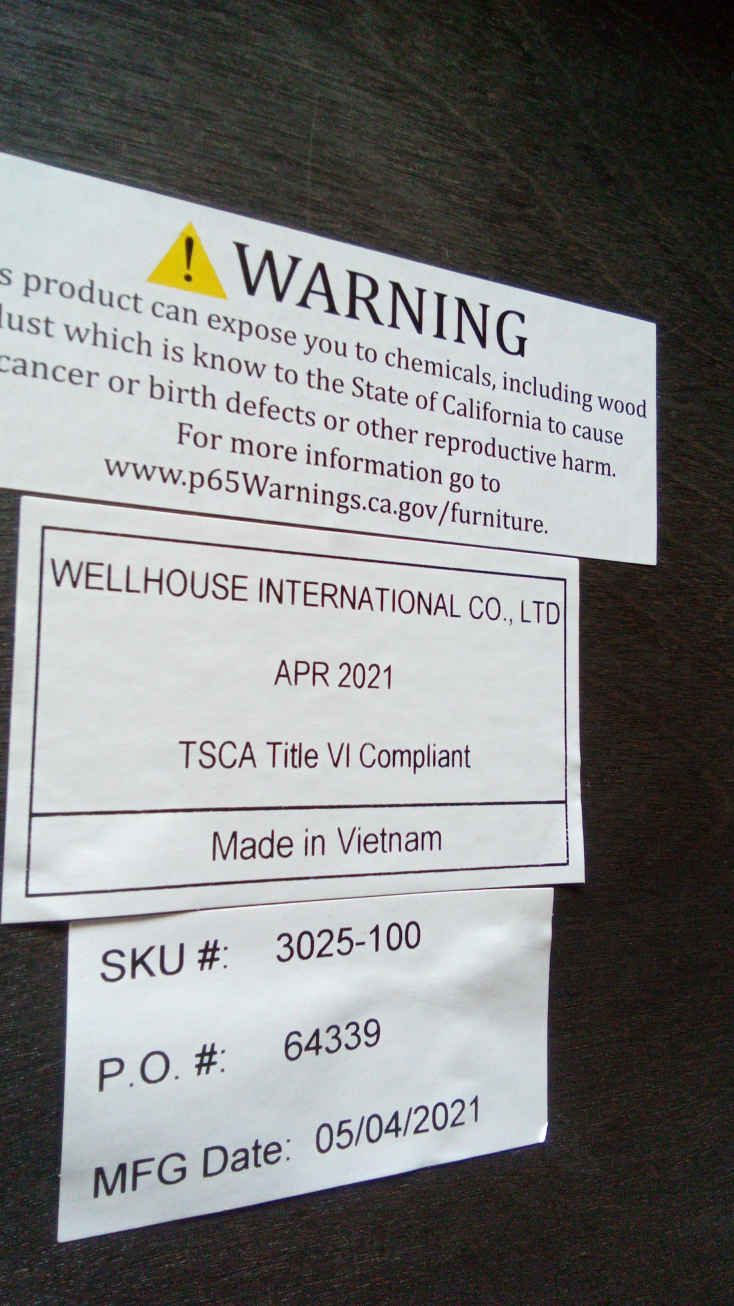 WARNING
s product can expose you to chemicals, including wood
dust which is know to the State of California to cause
cancer or birth defects or other reproductive harm.
For more information go to
www.p65Warnings.ca.gov/furniture.
WELLHOUSE INTERNATIONAL CO., LTD
APR 2021
TSCA Title VI Compliant
Made in Vietnam
SKU #: 3025-100
P.O. #: 64339
MFG Date: 05/04/2021